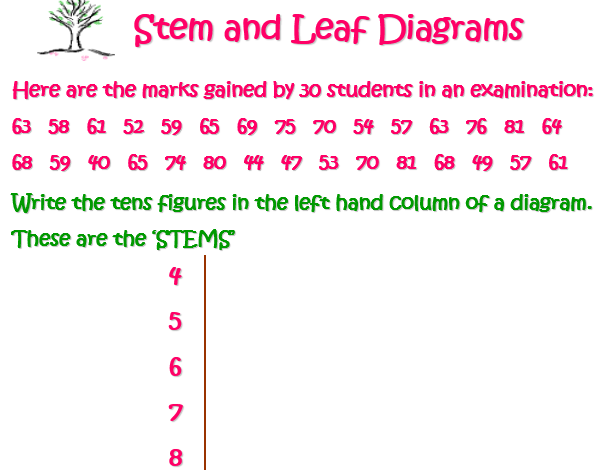 Stem and Leaf Diagrams
Here are the marks gained by 30 students in an examination:
63 58 61 52 59 65 69 75 70 54 57 63 76 81 64
68 59 40 65 74 80 44 47 53 70 81 68 49 57 61
Write the tens figures in the left hand column of a diagram.
These are the 'STEMS'
4
5
6
7
8